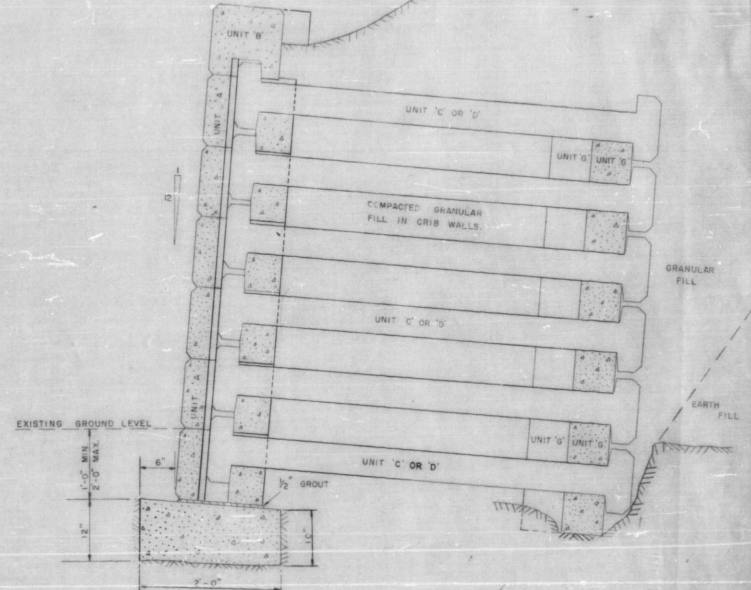 UNIT 'B'
UNIT 'C' OR 'D'
UNIT 'A'
UNIT 'G' UNIT 'G'
12
COMPACTED GRANULAR
FILL IN CRIB WALLS.
GRANULAR
FILL
UNIT 'C' OR 'D'
UNIT 'A'
EARTH
FILL
EXISTING GROUND LEVEL
UNIT 'G' UNIT 'G'
1'-0" MIN.
2'-0" MAX.
6"
UNIT 'C' OR 'D'
1/2" GROUT
12"
10"
2'-0"